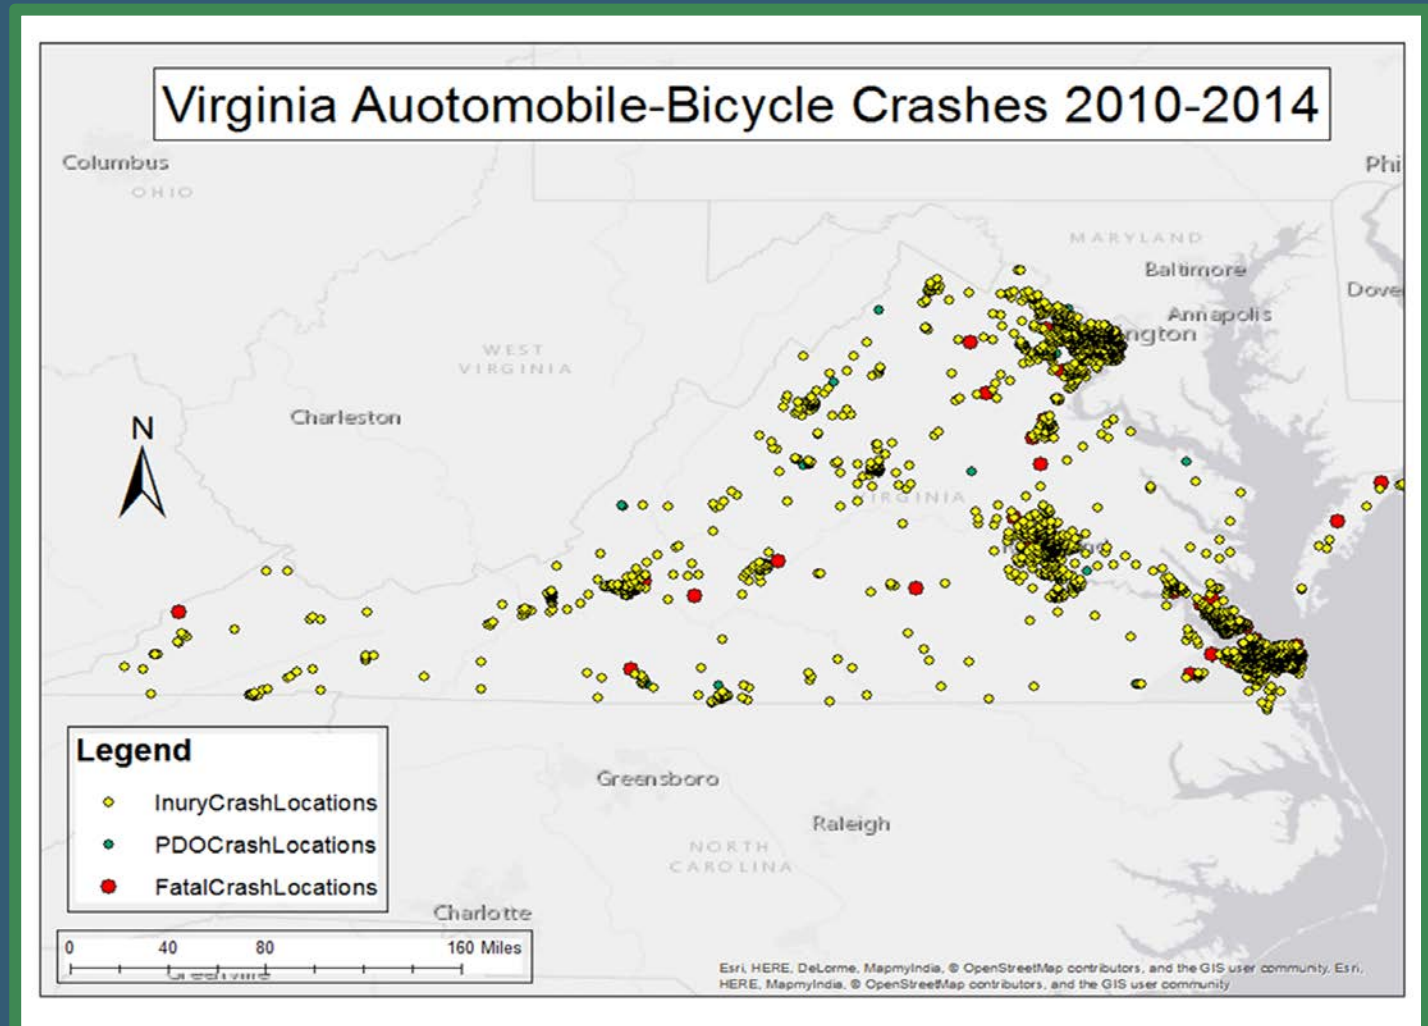 Virginia Auotomobile-Bicycle Crashes 2010-2014
Columbus
OHIO
Phi
MARYLAND
Baltimore
Dove
Annapolis
ngton
WEST
VIRGINIA
Charleston
N
VIRGINIA
Legend
InuryCrashLocations
PDOCrashLocations
FatalCrashLocations
Greensboro
Raleigh
NORTH
CAROLINA
Charlotte
0 40 80 160 Miles
Greenville
Esri, HERE, DeLorme, MapmyIndia, © OpenStreetMap contributors, and the GIS user community, Esri,
HERE, MapmyIndia, © OpenStreetMap contributors, and the GIS user community